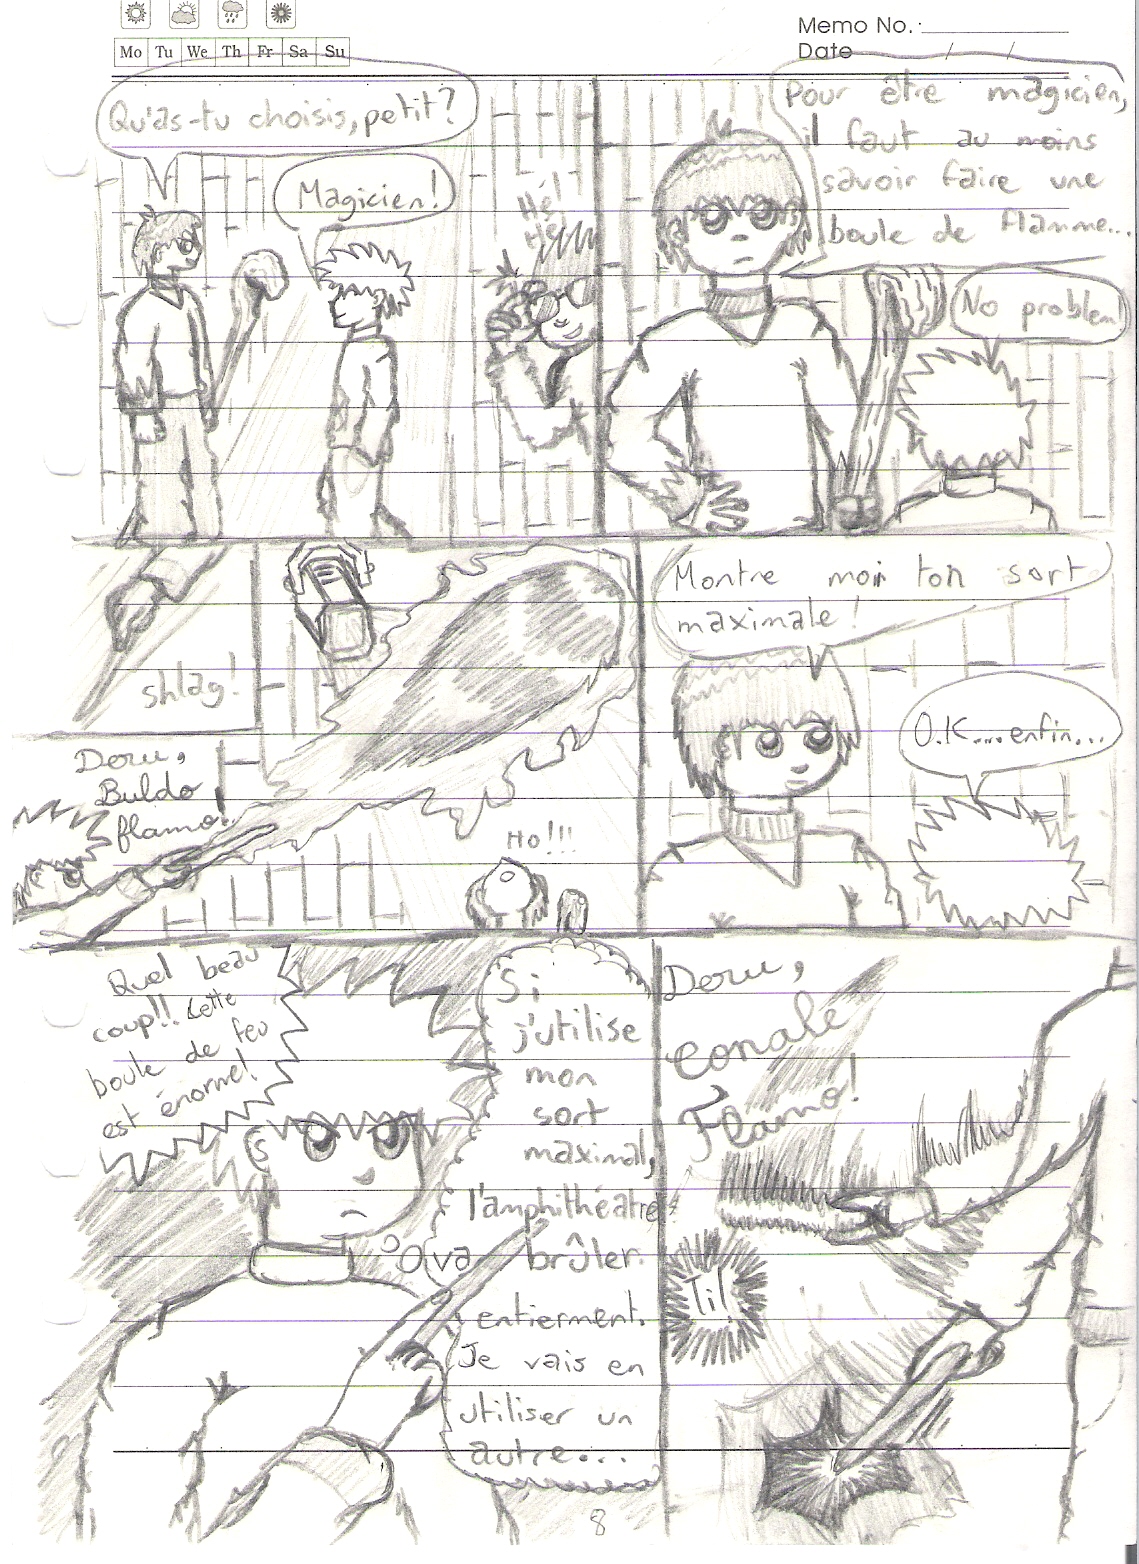 Memo No.:
Mo Tu We Th Fr Sa Su
Date / /
Qu'as-tu choisis, petit?
Magicien!
Hé!
Hé!
Pour être magicien,
il faut au moins
savoir faire une
boule de flamme...
No problem!
shlag!
Deru,
Buldo
flamo!
Ho!!!
Montre moi ton sort
maximale!
O.K....enfin...
Quel beau
coup!! Cette
boule de feu
est énorme!
Si
j'utilise
mon
sort
maximal,
l'amphithéatre
va brûler
entierment.
Je vais en
utiliser un
autre...
Deru,
Conale
Flamo!
Til!
8